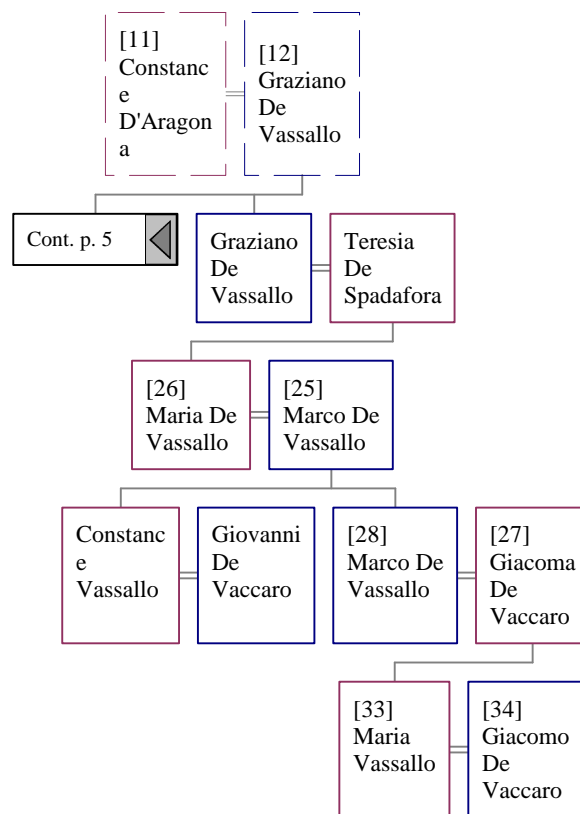 [11]
Constanc
e
D'Aragon
a
[12]
Graziano
De
Vassallo
Cont. p. 5
Graziano
De
Vassallo
Teresia
De
Spadafora
[26]
Maria De
Vassallo
[25]
Marco De
Vassallo
Constanc
e
Vassallo
Giovanni
De
Vaccaro
[28]
Marco De
Vassallo
[27]
Giacoma
De
Vaccaro
[33]
Maria
Vassallo
[34]
Giacomo
De
Vaccaro